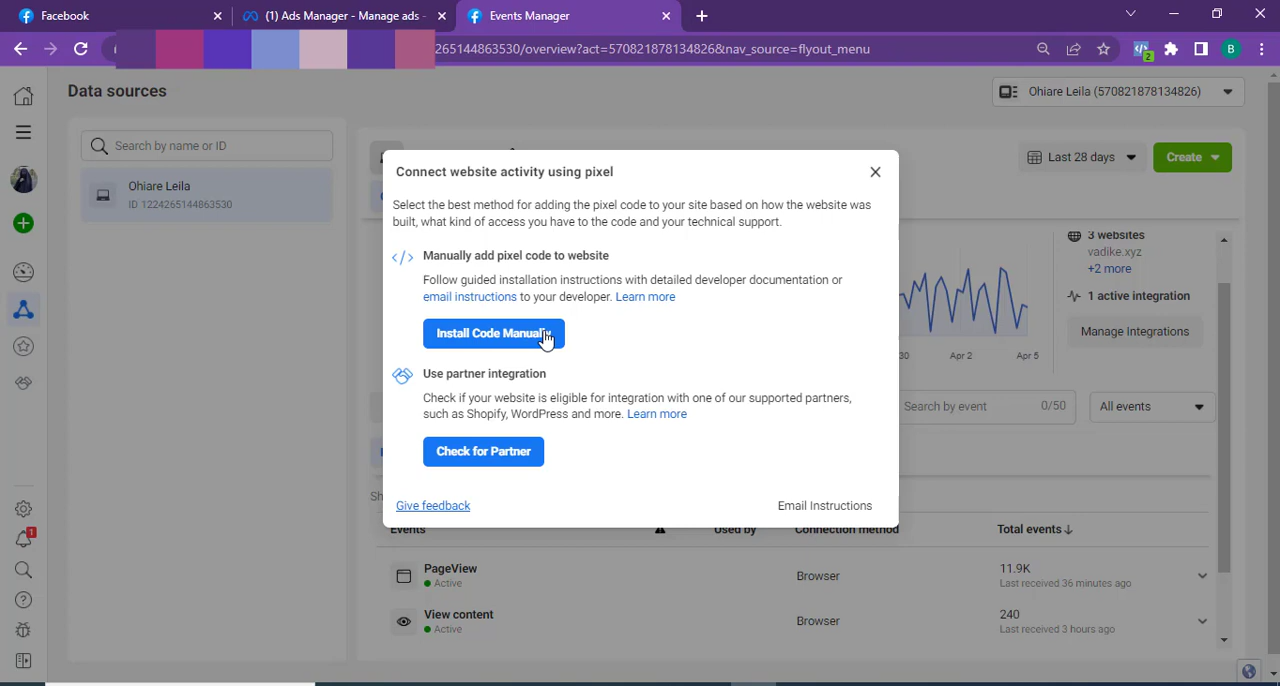 Facebook
(1) Ads Manager - Manage ads -
Events Manager
265144863530/overview?act=570821878134826&nav_source=flyout_menu
2
B
Data sources
Ohiare Leila (570821878134826)
Search by name or ID
Last 28 days
Create
Ohiare Leila
ID 1224265144863530
Connect website activity using pixel
Select the best method for adding the pixel code to your site based on how the website was
built, what kind of access you have to the code and your technical support.
Manually add pixel code to website
Follow guided installation instructions with detailed developer documentation or
email instructions to your developer. Learn more
Install Code Manually
Use partner integration
Check if your website is eligible for integration with one of our supported partners,
such as Shopify, WordPress and more. Learn more
Check for Partner
Give feedback
Email Instructions
3 websites
vadike.xyz
+2 more
1 active integration
Manage Integrations
30
Apr 2
Apr 5
Search by event
0/50
All events
Sh
Events
Used by
Connection method
Total events
PageView
Active
Browser
11.9K
Last received 36 minutes ago
View content
Active
Browser
240
Last received 3 hours ago
1